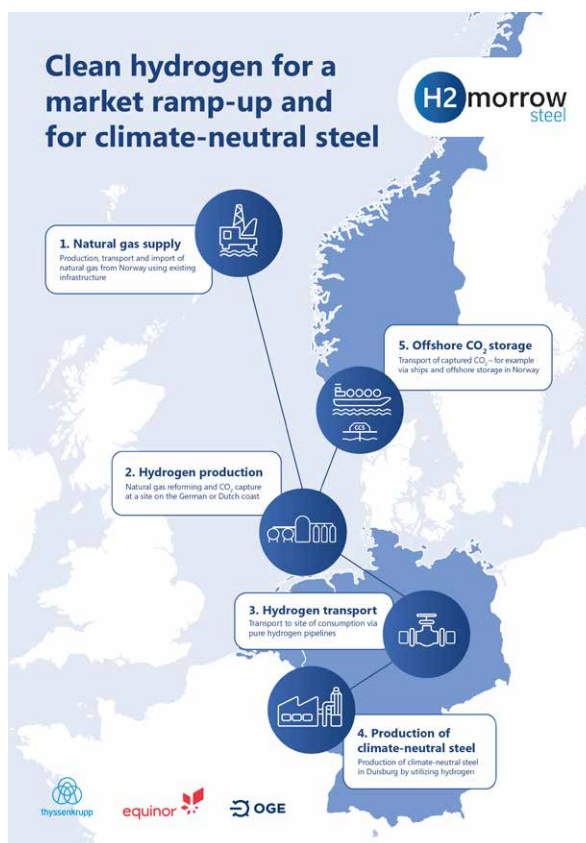 Clean hydrogen for a
market ramp-up and
for climate-neutral steel
H2morrow
steel
1. Natural gas supply
Production, transport and import of
natural gas from Norway using existing
infrastructure
5. Offshore CO₂ storage
Transport of captured CO₂ – for example
via ships and offshore storage in Norway
CCS
2. Hydrogen production
Natural gas reforming and CO₂ capture
at a site on the German or Dutch coast
3. Hydrogen transport
Transport to site of consumption via
pure hydrogen pipelines
4. Production of
climate-neutral steel
Production of climate-neutral steel
in Duisburg by utilizing hydrogen
thyssenkrupp
equinor
OGE